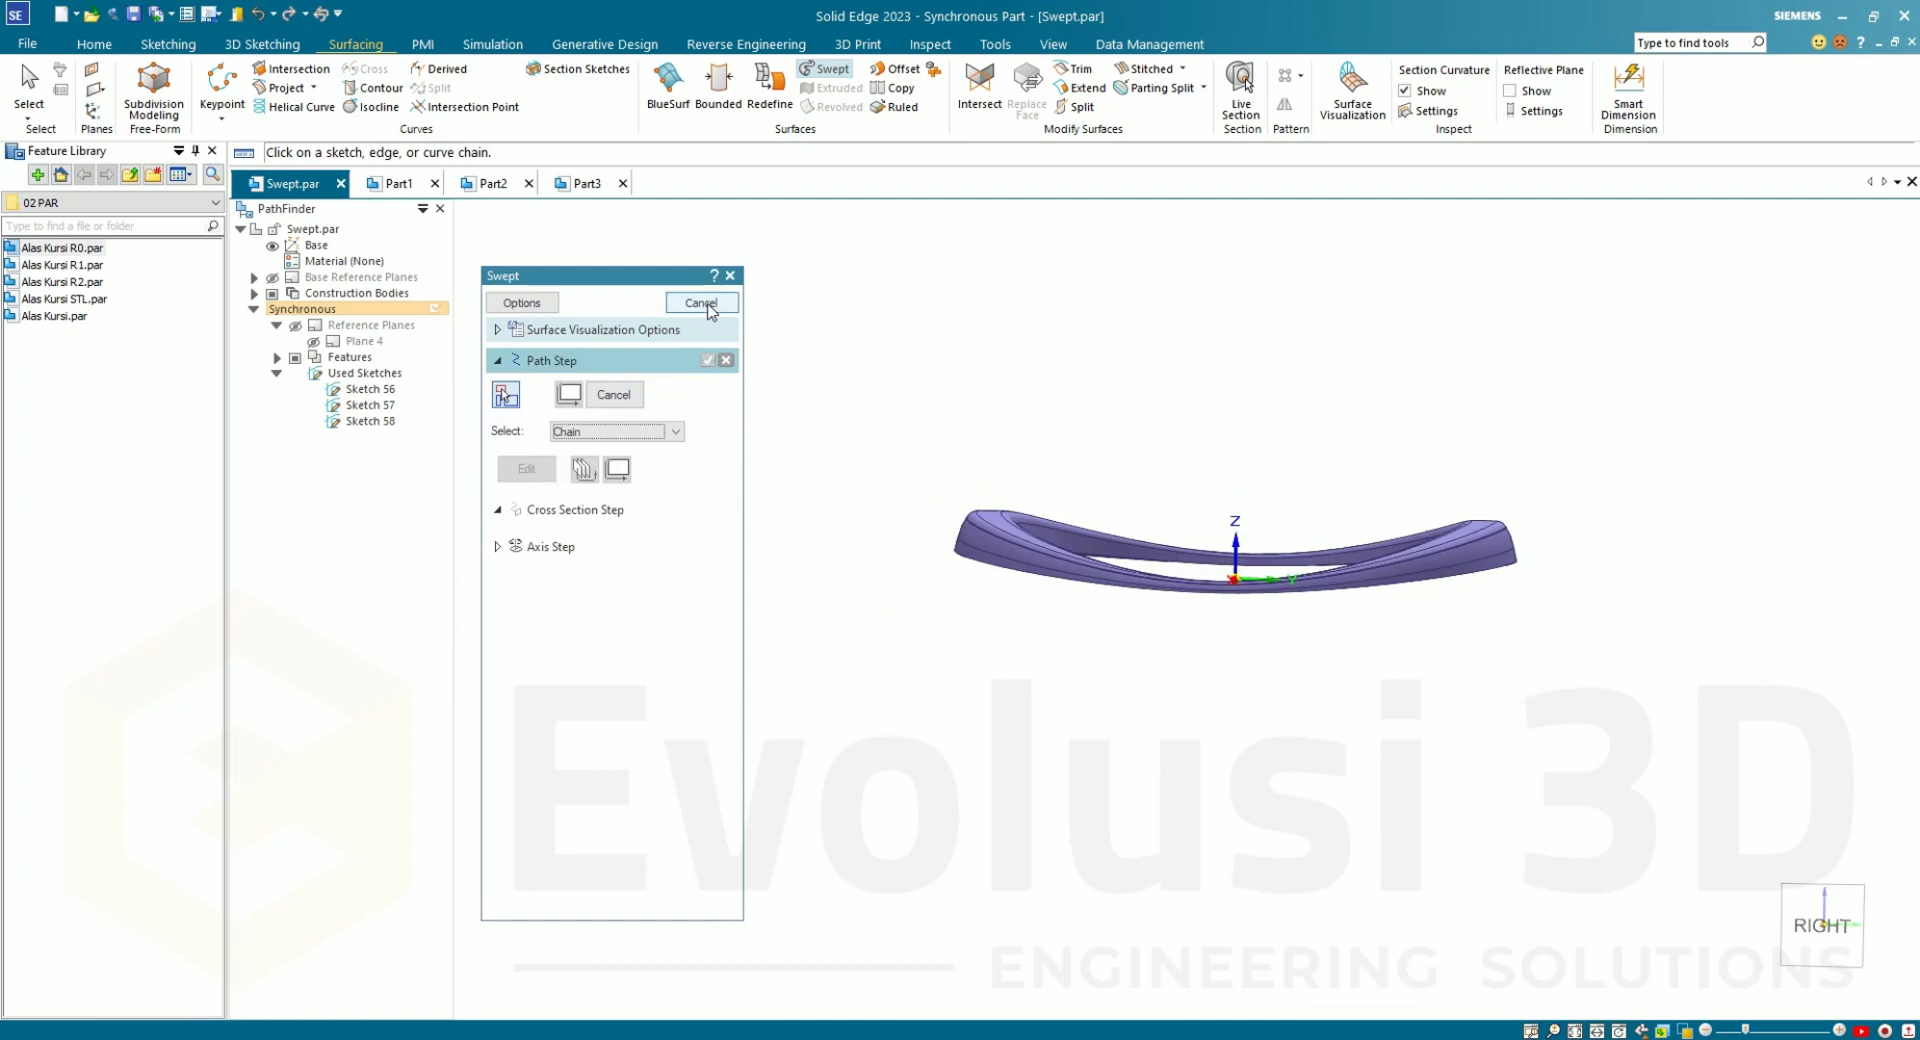 SE
Solid Edge 2023 - Synchronous Part - [Swept.par]
SIEMENS
File Home Sketching 3D Sketching Surfacing PMI Simulation Generative Design Reverse Engineering 3D Print Inspect Tools View Data Management
Type to find tools
Select
Select
Planes
Subdivision Modeling
Free-Form
Keypoint
Intersection
Project
Helical Curve
Cross
Contour
Isocline
Derived
Split
Intersection Point
Section Sketches
Curves
BlueSurf
Bounded
Redefine
Swept
Extruded
Revolved
Offset
Copy
Ruled
Surfaces
Intersect
Replace Face
Trim
Extend
Split
Stitched
Parting Split
Modify Surfaces
Live Section
Section
Pattern
Surface Visualization
Section Curvature
Show
Settings
Reflective Plane
Show
Settings
Inspect
Smart Dimension
Dimension
Feature Library
Click on a sketch, edge, or curve chain.
02 PAR
Type to find a file or folder
Alas Kursi R0.par
Alas Kursi R1.par
Alas Kursi R2.par
Alas Kursi STL.par
Alas Kursi.par
Swept.par
Part1
Part2
Part3
PathFinder
Swept.par
Base
Material (None)
Base Reference Planes
Construction Bodies
Synchronous
Reference Planes
Plane 4
Features
Used Sketches
Sketch 56
Sketch 57
Sketch 58
Swept
Options
Cancel
Surface Visualization Options
Path Step
Cancel
Select:
Chain
Edit
Cross Section Step
Axis Step
Z
Y
RIGHT
Evolusi 3D
ENGINEERING SOLUTIONS